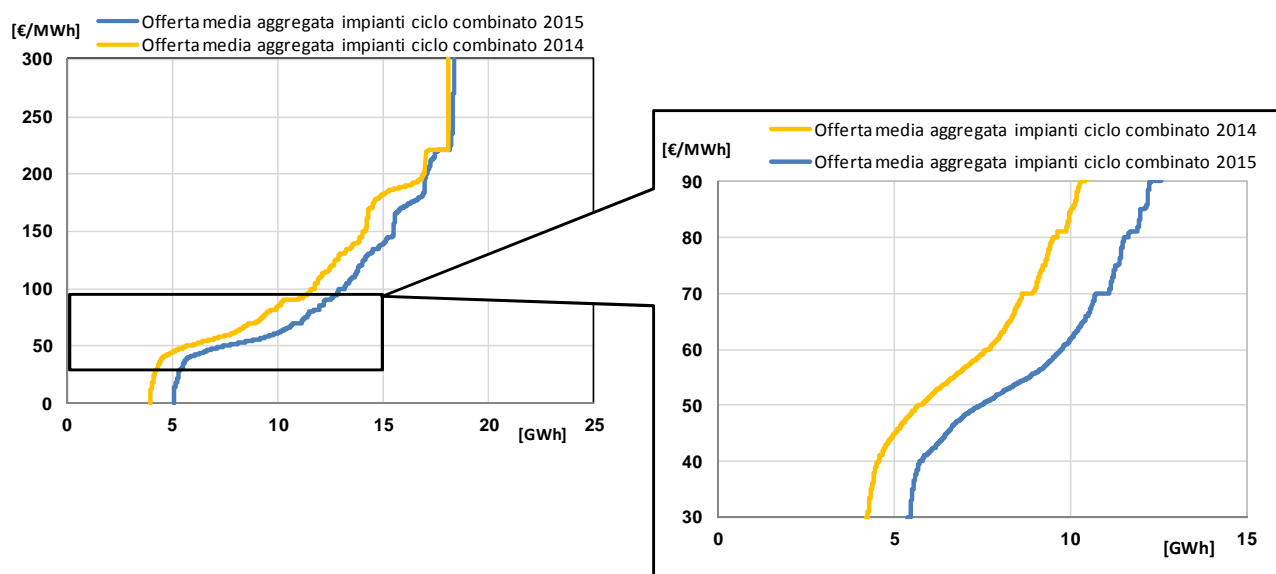 [€/MWh]
Offerta media aggregata impianti ciclo combinato 2015
Offerta media aggregata impianti ciclo combinato 2014
300
250
200
150
100
50
0
0 5 10 15 20 25
[GWh]
Offerta media aggregata impianti ciclo combinato 2014
Offerta media aggregata impianti ciclo combinato 2015
[€/MWh]
90
80
70
60
50
40
30
0 5 10 15
[GWh]